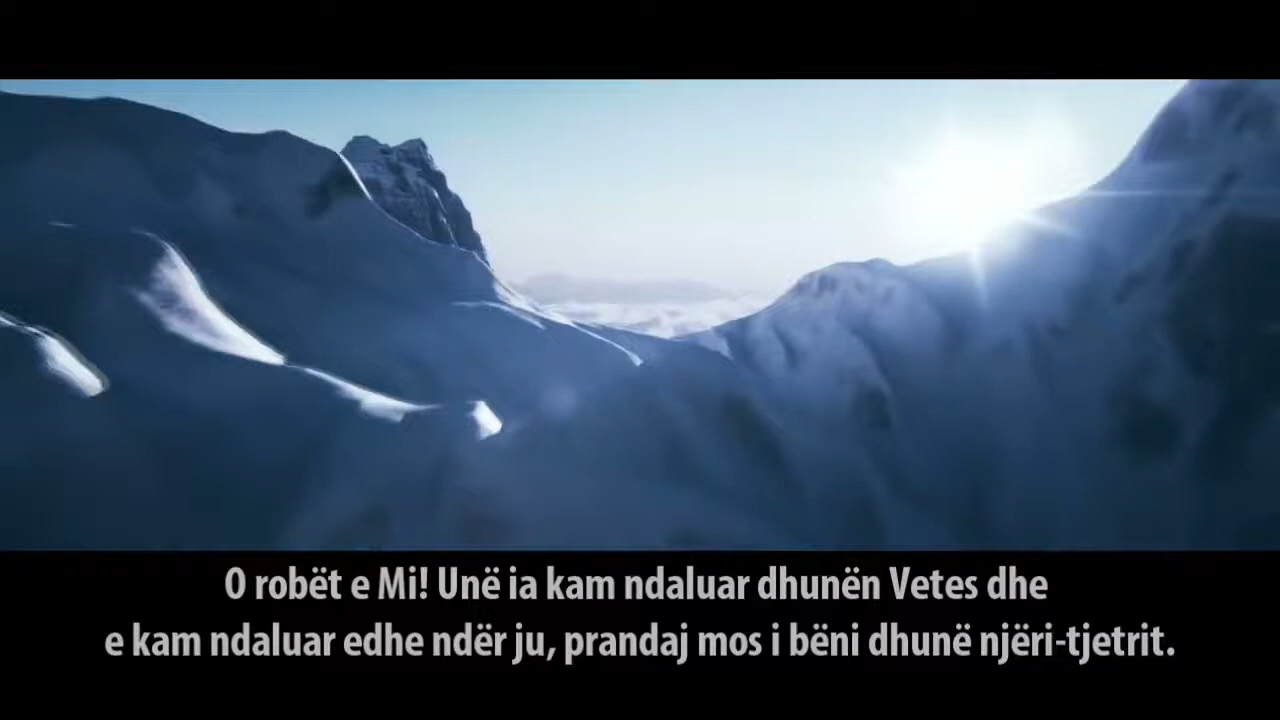 O robët e Mi! Unë ia kam ndaluar dhunën Vetes dhe
e kam ndaluar edhe ndër ju, prandaj mos i bëni dhunë njëri-tjetrit.